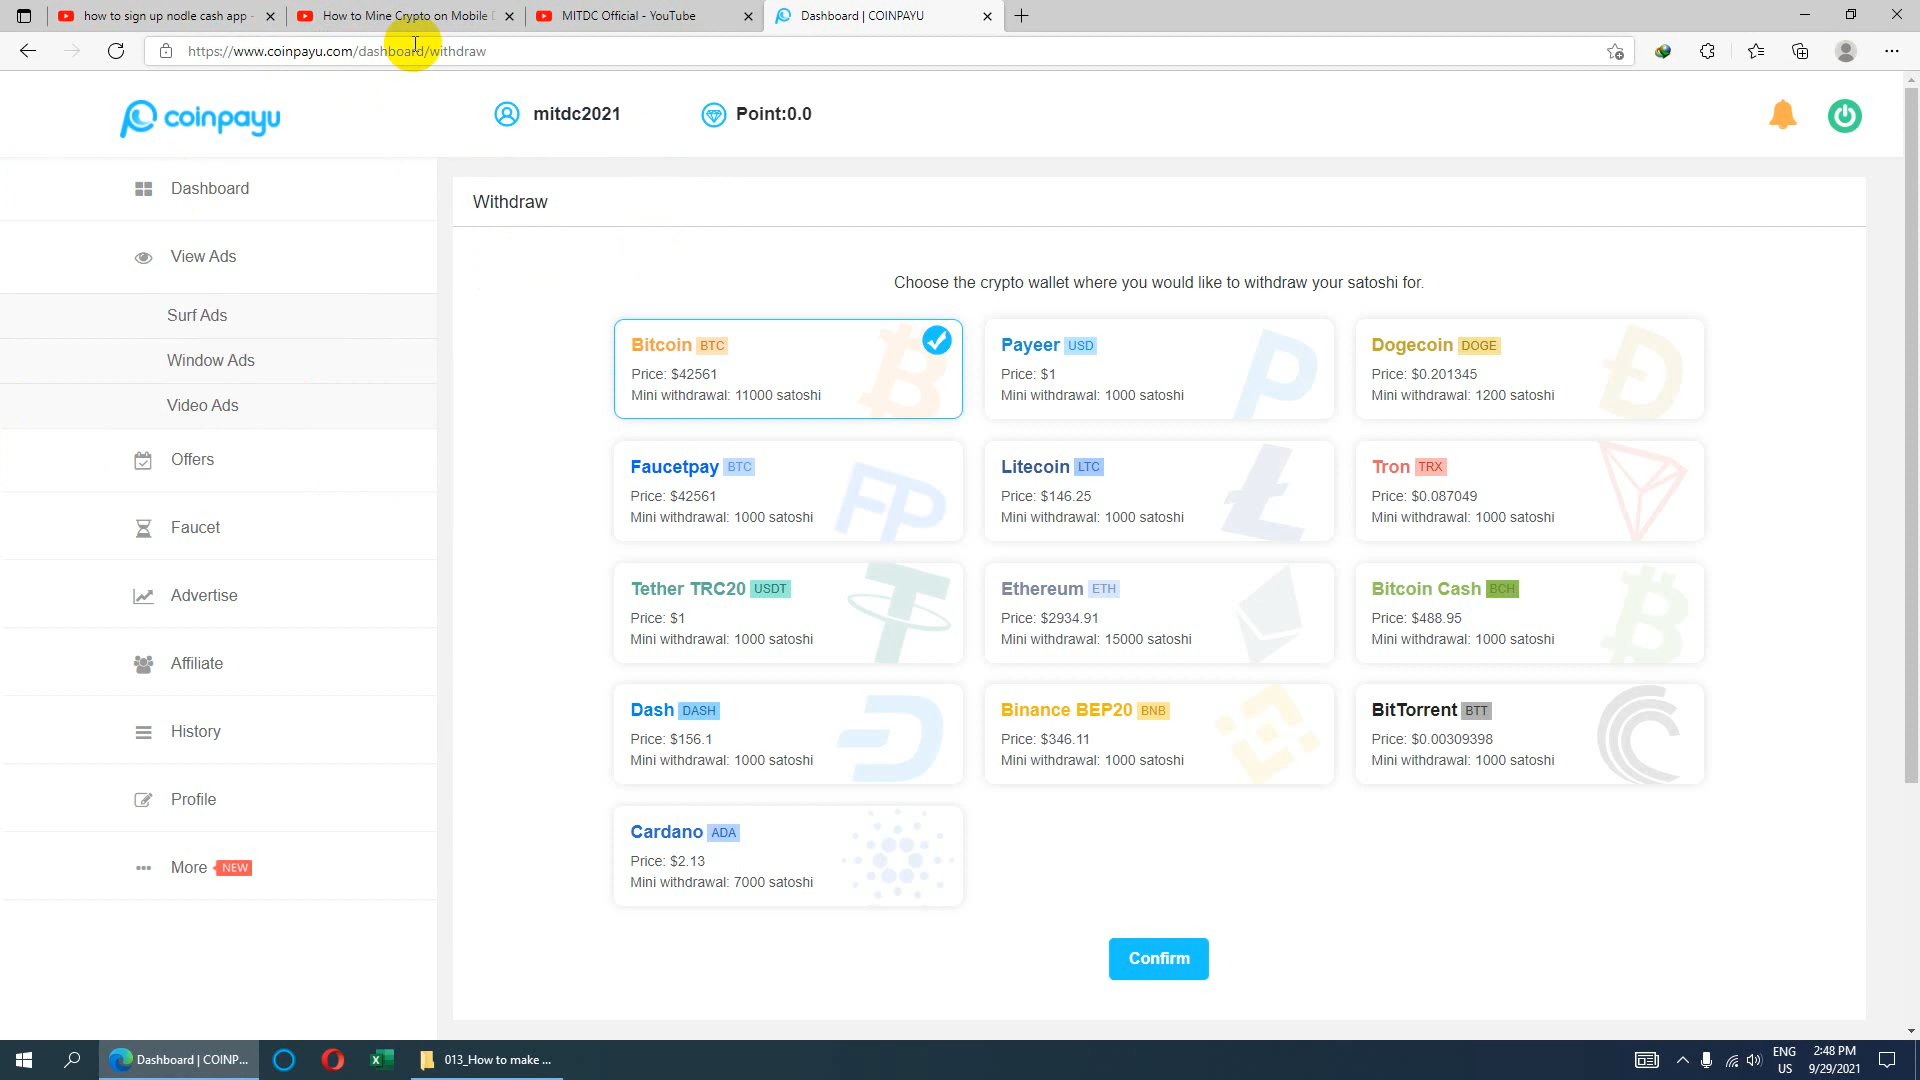 how to sign up nodle cash app -
How to Mine Crypto on Mobile
MITDC Official - YouTube
Dashboard | COINPAYU
https://www.coinpayu.com/dashboard/withdraw
coinpayu
mitdc2021
Point:0.0
Dashboard
View Ads
Surf Ads
Window Ads
Video Ads
Offers
Faucet
Advertise
Affiliate
History
Profile
More NEW
Withdraw
Choose the crypto wallet where you would like to withdraw your satoshi for.
Bitcoin BTC
Price: $42561
Mini withdrawal: 11000 satoshi
Payeer USD
Price: $1
Mini withdrawal: 1000 satoshi
Dogecoin DOGE
Price: $0.201345
Mini withdrawal: 1200 satoshi
Faucetpay BTC
Price: $42561
Mini withdrawal: 1000 satoshi
Litecoin LTC
Price: $146.25
Mini withdrawal: 1000 satoshi
Tron TRX
Price: $0.087049
Mini withdrawal: 1000 satoshi
Tether TRC20 USDT
Price: $1
Mini withdrawal: 1000 satoshi
Ethereum ETH
Price: $2934.91
Mini withdrawal: 15000 satoshi
Bitcoin Cash BCH
Price: $488.95
Mini withdrawal: 1000 satoshi
Dash DASH
Price: $156.1
Mini withdrawal: 1000 satoshi
Binance BEP20 BNB
Price: $346.11
Mini withdrawal: 1000 satoshi
BitTorrent BTT
Price: $0.00309398
Mini withdrawal: 1000 satoshi
Cardano ADA
Price: $2.13
Mini withdrawal: 7000 satoshi
Confirm
Dashboard | COINP...
013_How to make ...
ENG
US
2:48 PM
9/29/2021